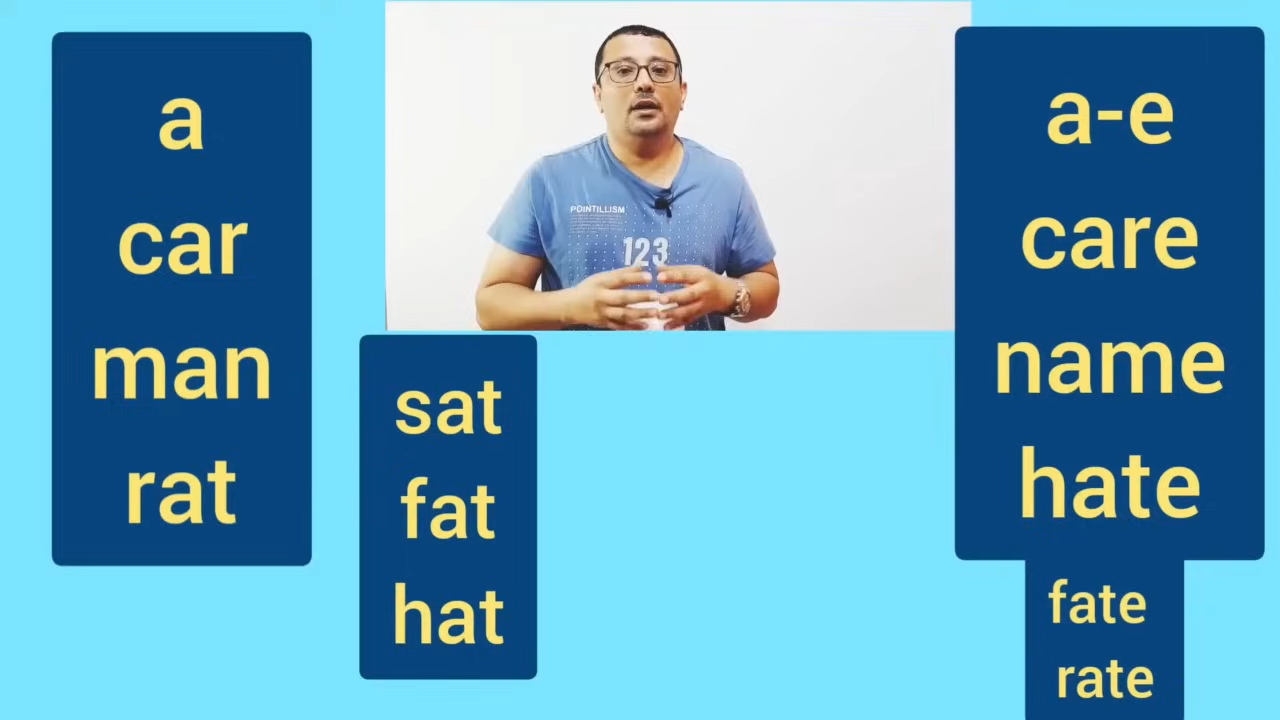 a
car
man
rat
POINTILLISM
123
sat
fat
hat
a-e
care
name
hate
fate
rate